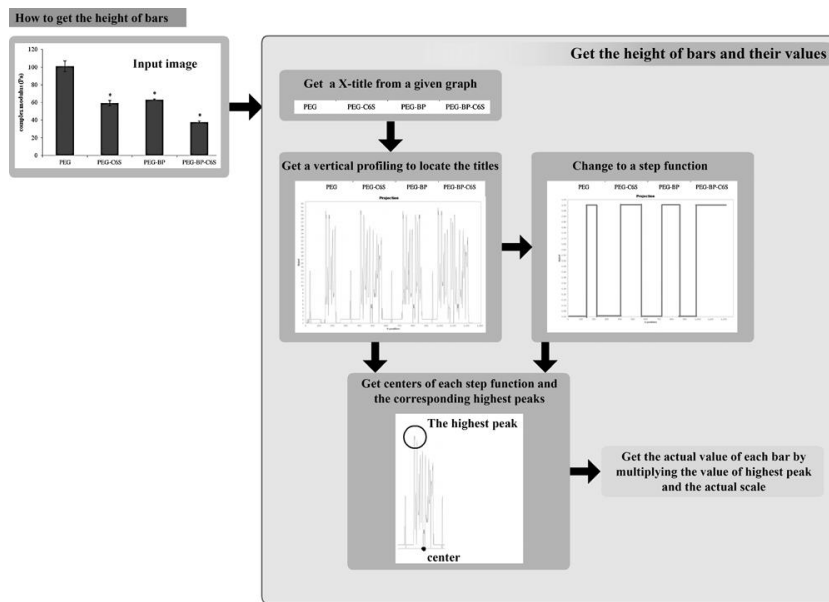 How to get the height of bars
Input image
complex modulus (Pa)
120
100
80
60
40
20
0
*
*
*
PEG
PEG-C6S
PEG-BP
PEG-BP-C6S
Get the height of bars and their values
Get a X-title from a given graph
PEG PEG-C6S PEG-BP PEG-BP-C6S
Get a vertical profiling to locate the titles
PEG PEG-C6S PEG-BP PEG-BP-C6S
Projection
Change to a step function
PEG PEG-C6S PEG-BP PEG-BP-C6S
Projection
Get centers of each step function and
the corresponding highest peaks
The highest peak
center
Get the actual value of each bar by
multiplying the value of highest peak
and the actual scale